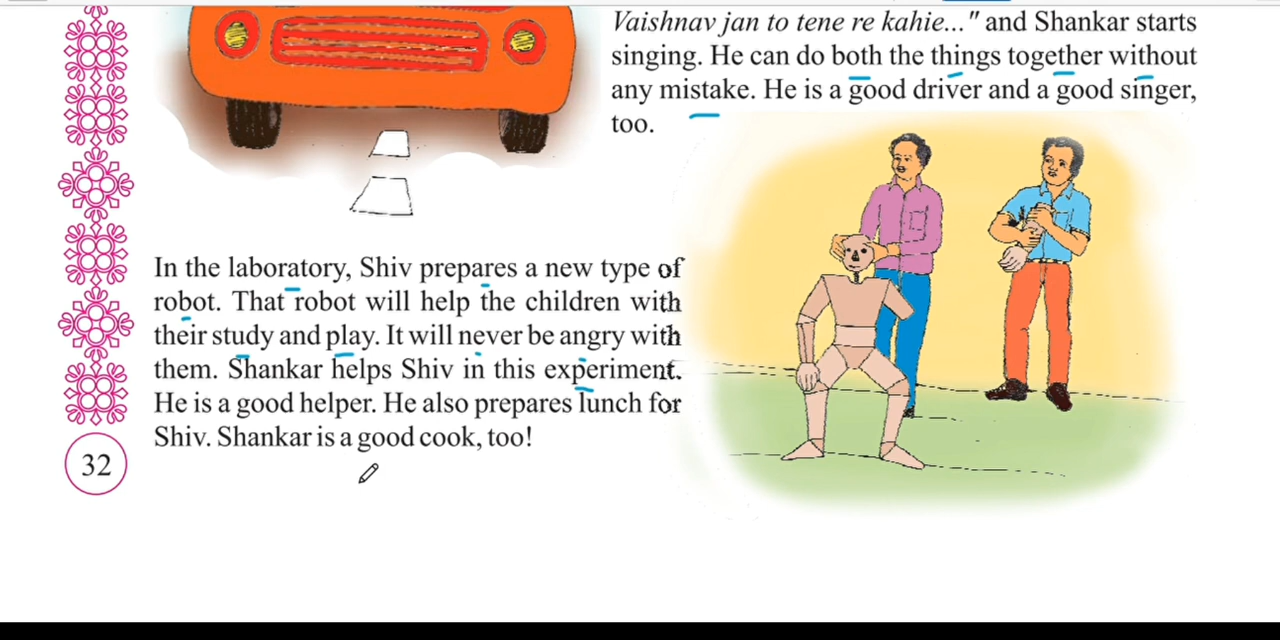 Vaishnav jan to tene re kahie..." and Shankar starts
singing. He can do both the things together without
any mistake. He is a good driver and a good singer,
too.
In the laboratory, Shiv prepares a new type of
robot. That robot will help the children with
their study and play. It will never be angry with
them. Shankar helps Shiv in this experiment.
He is a good helper. He also prepares lunch for
Shiv. Shankar is a good cook, too!
32